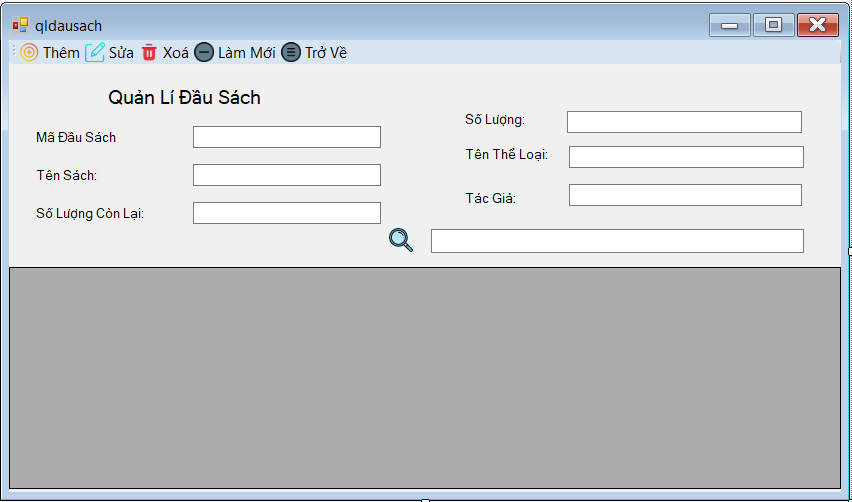 qldausach
Thêm Sửa Xoá Làm Mới Trở Về
Quản Lí Đầu Sách
Mã Đầu Sách
Tên Sách:
Số Lượng Còn Lại:
Số Lượng:
Tên Thể Loại:
Tác Giả: